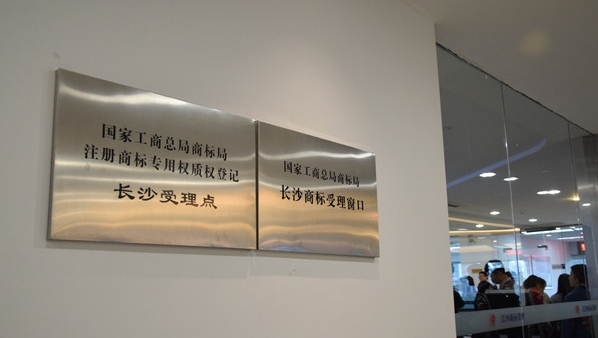 国家工商总局商标局
注册商标专用权质权登记
长沙受理点
国家工商总局商标局
长沙商标受理窗口